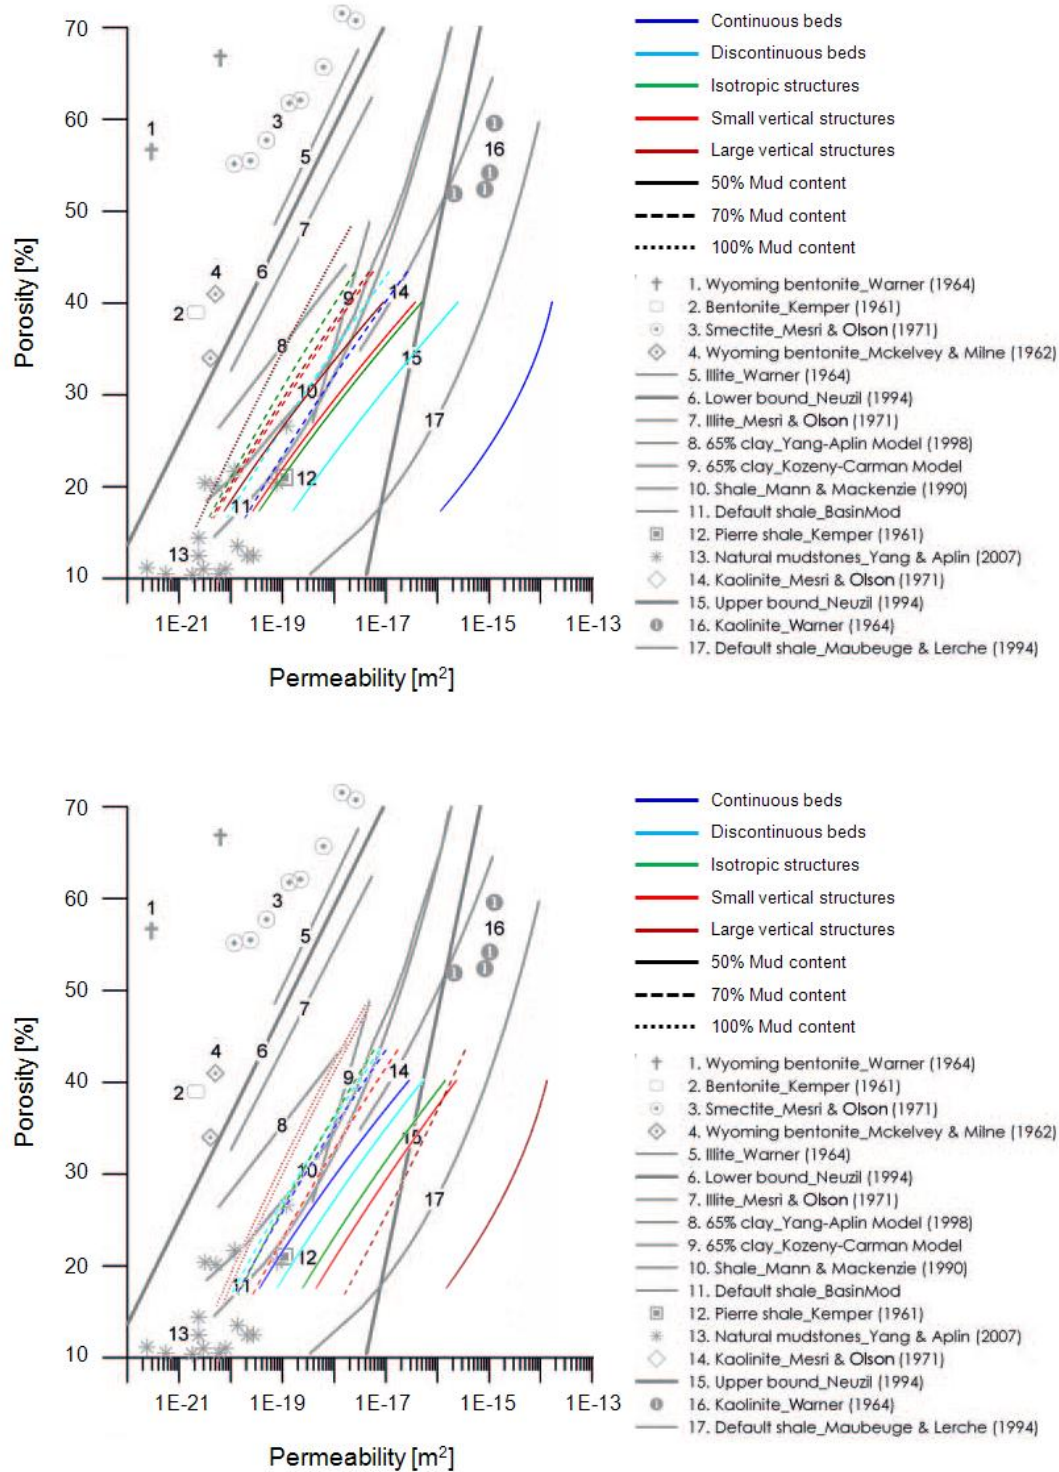 70
60
50
40
30
20
10
Porosity [%]
1
2
3
4
5
6
7
8
9
10
11
12
13
14
15
16
17
1E-21
1E-19
1E-17
1E-15
1E-13
Permeability [m²]
Continuous beds
Discontinuous beds
Isotropic structures
Small vertical structures
Large vertical structures
50% Mud content
70% Mud content
100% Mud content
1. Wyoming bentonite_Warner (1964)
2. Bentonite_Kemper (1961)
3. Smectite_Mesri & Olson (1971)
4. Wyoming bentonite_Mckelvey & Milne (1962)
5. Illite_Warner (1964)
6. Lower bound_Neuzil (1994)
7. Illite_Mesri & Olson (1971)
8. 65% clay_Yang-Aplin Model (1998)
9. 65% clay_Kozeny-Carman Model
10. Shale_Mann & Mackenzie (1990)
11. Default shale_BasinMod
12. Pierre shale_Kemper (1961)
13. Natural mudstones_Yang & Aplin (2007)
14. Kaolinite_Mesri & Olson (1971)
15. Upper bound_Neuzil (1994)
16. Kaolinite_Warner (1964)
17. Default shale_Maubeuge & Lerche (1994)
70
60
50
40
30
20
10
Porosity [%]
1
2
3
4
5
6
7
8
9
10
11
12
13
14
15
16
17
1E-21
1E-19
1E-17
1E-15
1E-13
Permeability [m²]
Continuous beds
Discontinuous beds
Isotropic structures
Small vertical structures
Large vertical structures
50% Mud content
70% Mud content
100% Mud content
1. Wyoming bentonite_Warner (1964)
2. Bentonite_Kemper (1961)
3. Smectite_Mesri & Olson (1971)
4. Wyoming bentonite_Mckelvey & Milne (1962)
5. Illite_Warner (1964)
6. Lower bound_Neuzil (1994)
7. Illite_Mesri & Olson (1971)
8. 65% clay_Yang-Aplin Model (1998)
9. 65% clay_Kozeny-Carman Model
10. Shale_Mann & Mackenzie (1990)
11. Default shale_BasinMod
12. Pierre shale_Kemper (1961)
13. Natural mudstones_Yang & Aplin (2007)
14. Kaolinite_Mesri & Olson (1971)
15. Upper bound_Neuzil (1994)
16. Kaolinite_Warner (1964)
17. Default shale_Maubeuge & Lerche (1994)